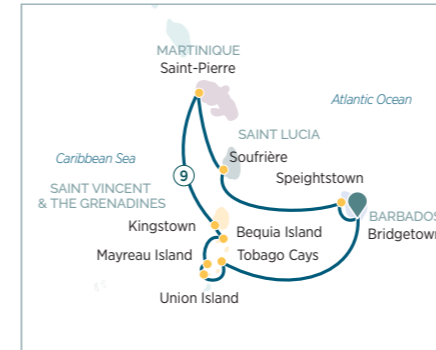 MARTINIQUE
Saint-Pierre
Atlantic Ocean
SAINT LUCIA
Caribbean Sea
Soufrière
Speightstown
9
SAINT VINCENT
& THE GRENADINES
BARBADOS
Kingstown
Bequia Island
Bridgetown
Mayreau Island
Tobago Cays
Union Island